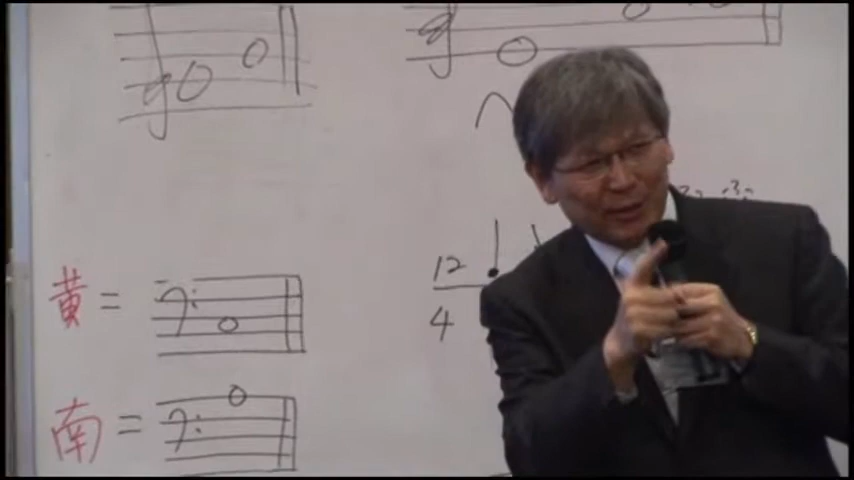 12
4
黄 =
南 =